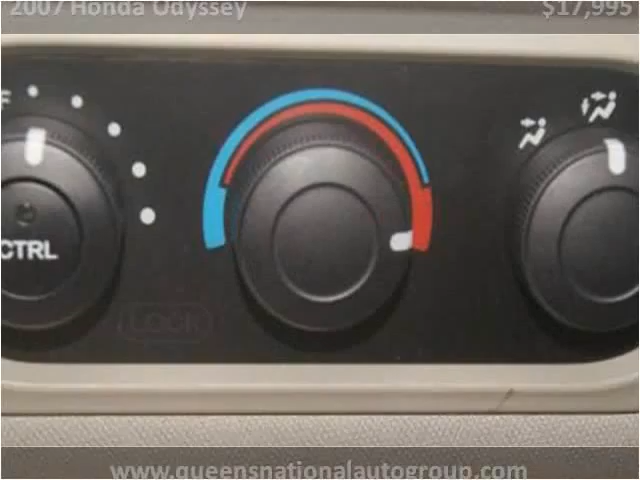 2007 Honda Odyssey $17,995
F
CTRL
LOCK
www.queensnationalautogroup.com